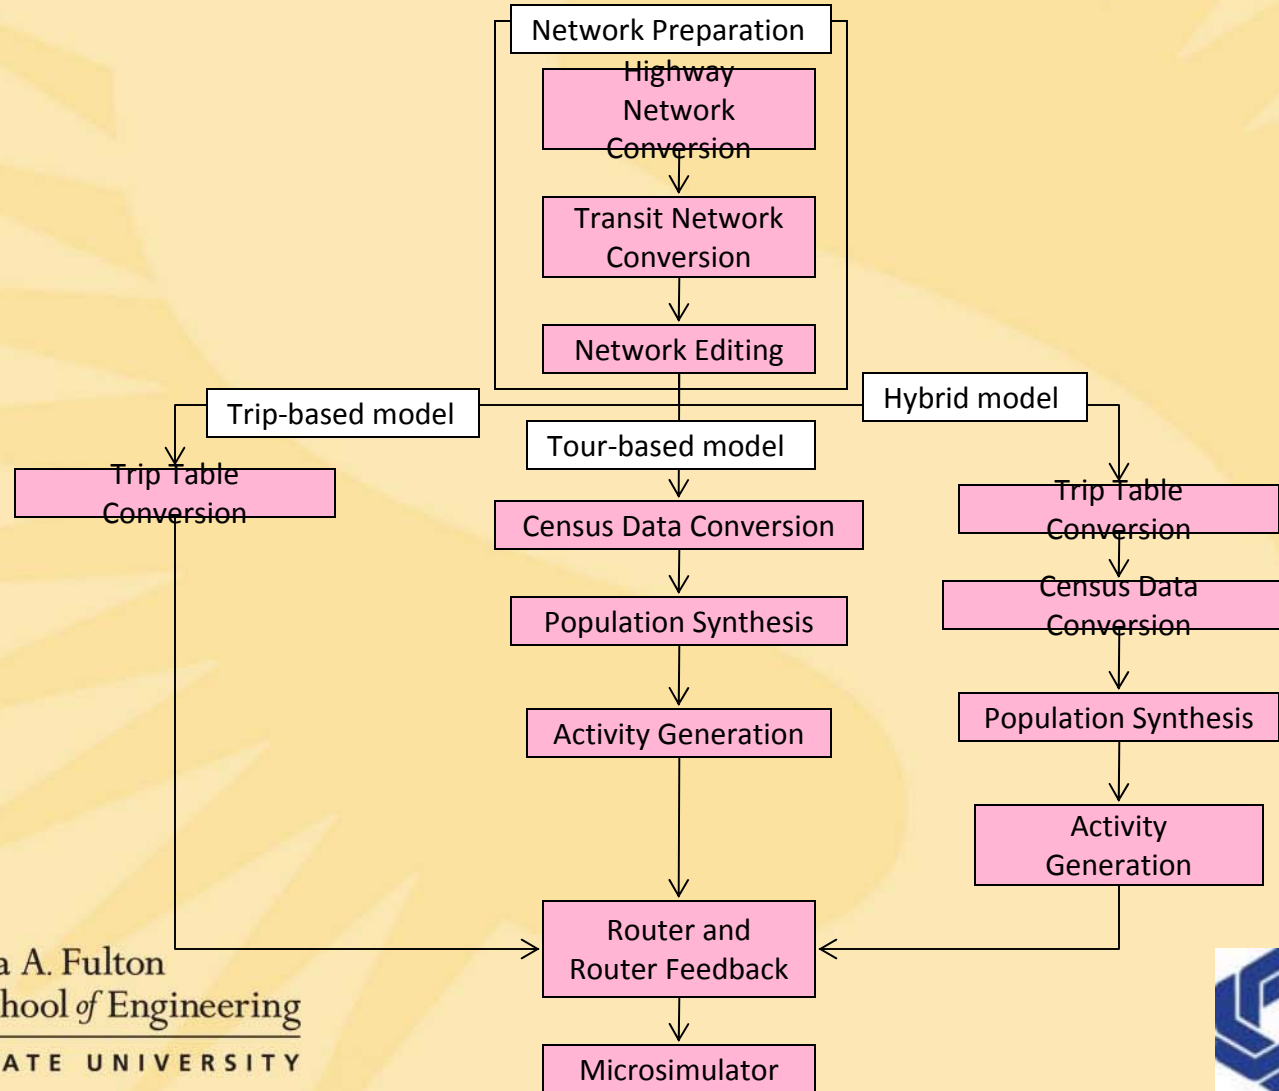 Network Preparation
Highway
Network
Conversion
Transit Network
Conversion
Network Editing
Trip-based model
Hybrid model
Tour-based model
Trip Table
Conversion
Census Data Conversion
Population Synthesis
Activity Generation
Trip Table
Conversion
Census Data
Conversion
Population Synthesis
Activity
Generation
Router and
Router Feedback
Microsimulator
a A. Fulton
hool of Engineering
ATE UNIVERSITY